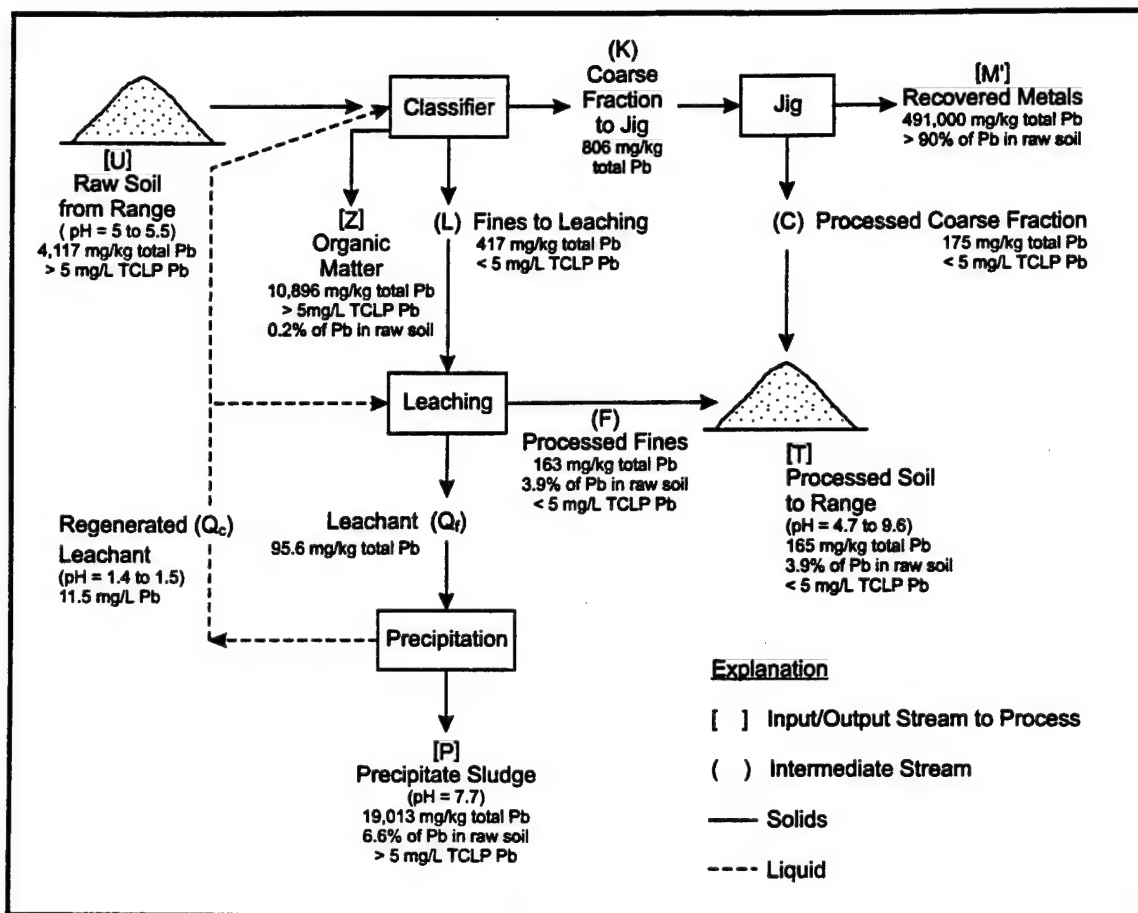 [U]
Raw Soil
from Range
( pH = 5 to 5.5)
4,117 mg/kg total Pb
> 5 mg/L TCLP Pb
Classifier
(K)
Coarse
Fraction
to Jig
806 mg/kg
total Pb
Jig
[M']
Recovered Metals
491,000 mg/kg total Pb
> 90% of Pb in raw soil
[Z]
Organic
Matter
10,896 mg/kg total Pb
> 5mg/L TCLP Pb
0.2% of Pb in raw soil
(L) Fines to Leaching
417 mg/kg total Pb
< 5 mg/L TCLP Pb
(C) Processed Coarse Fraction
175 mg/kg total Pb
< 5 mg/L TCLP Pb
Leaching
(F)
Processed Fines
163 mg/kg total Pb
3.9% of Pb in raw soil
< 5 mg/L TCLP Pb
[T]
Processed Soil
to Range
(pH = 4.7 to 9.6)
165 mg/kg total Pb
3.9% of Pb in raw soil
< 5 mg/L TCLP Pb
Regenerated (Qc)
Leachant
(pH = 1.4 to 1.5)
11.5 mg/L Pb
Leachant (Qf)
95.6 mg/kg total Pb
Precipitation
[P]
Precipitate Sludge
(pH = 7.7)
19,013 mg/kg total Pb
6.6% of Pb in raw soil
> 5 mg/L TCLP Pb
Explanation
[ ] Input/Output Stream to Process
( ) Intermediate Stream
Solids
Liquid